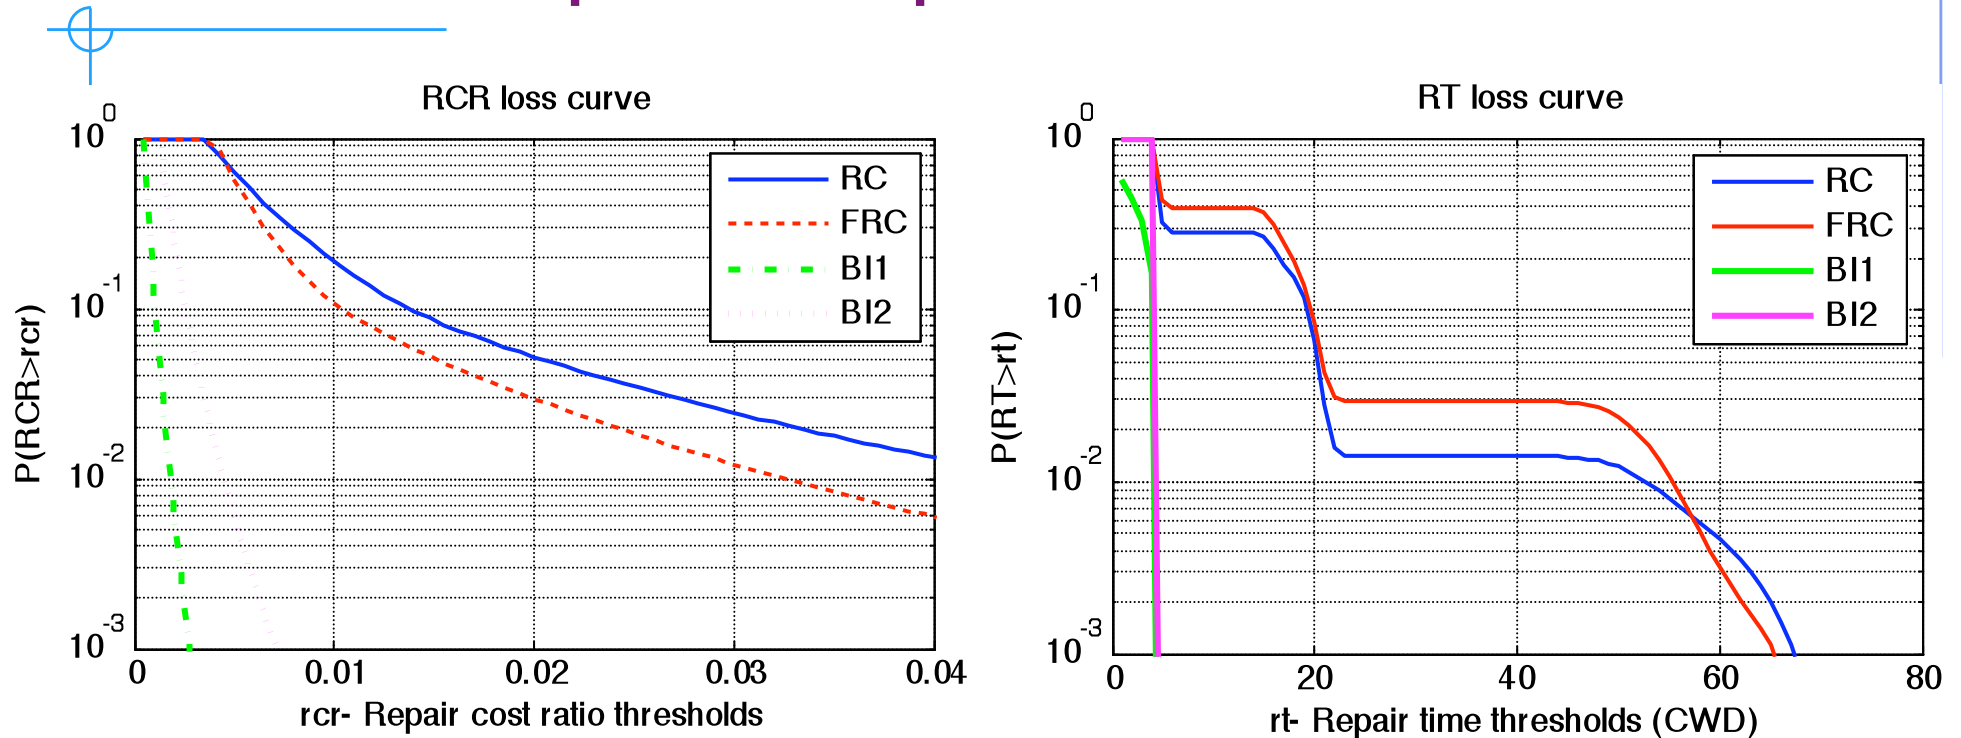 RCR loss curve
10^0
10^-1
10^-2
10^-3
P(RCR>rcr)
RC
FRC
BI1
BI2
0 0.01 0.02 0.03 0.04
rcr- Repair cost ratio thresholds
RT loss curve
10^0
10^-1
10^-2
10^-3
P(RT>rt)
RC
FRC
BI1
BI2
0 20 40 60 80
rt- Repair time thresholds (CWD)